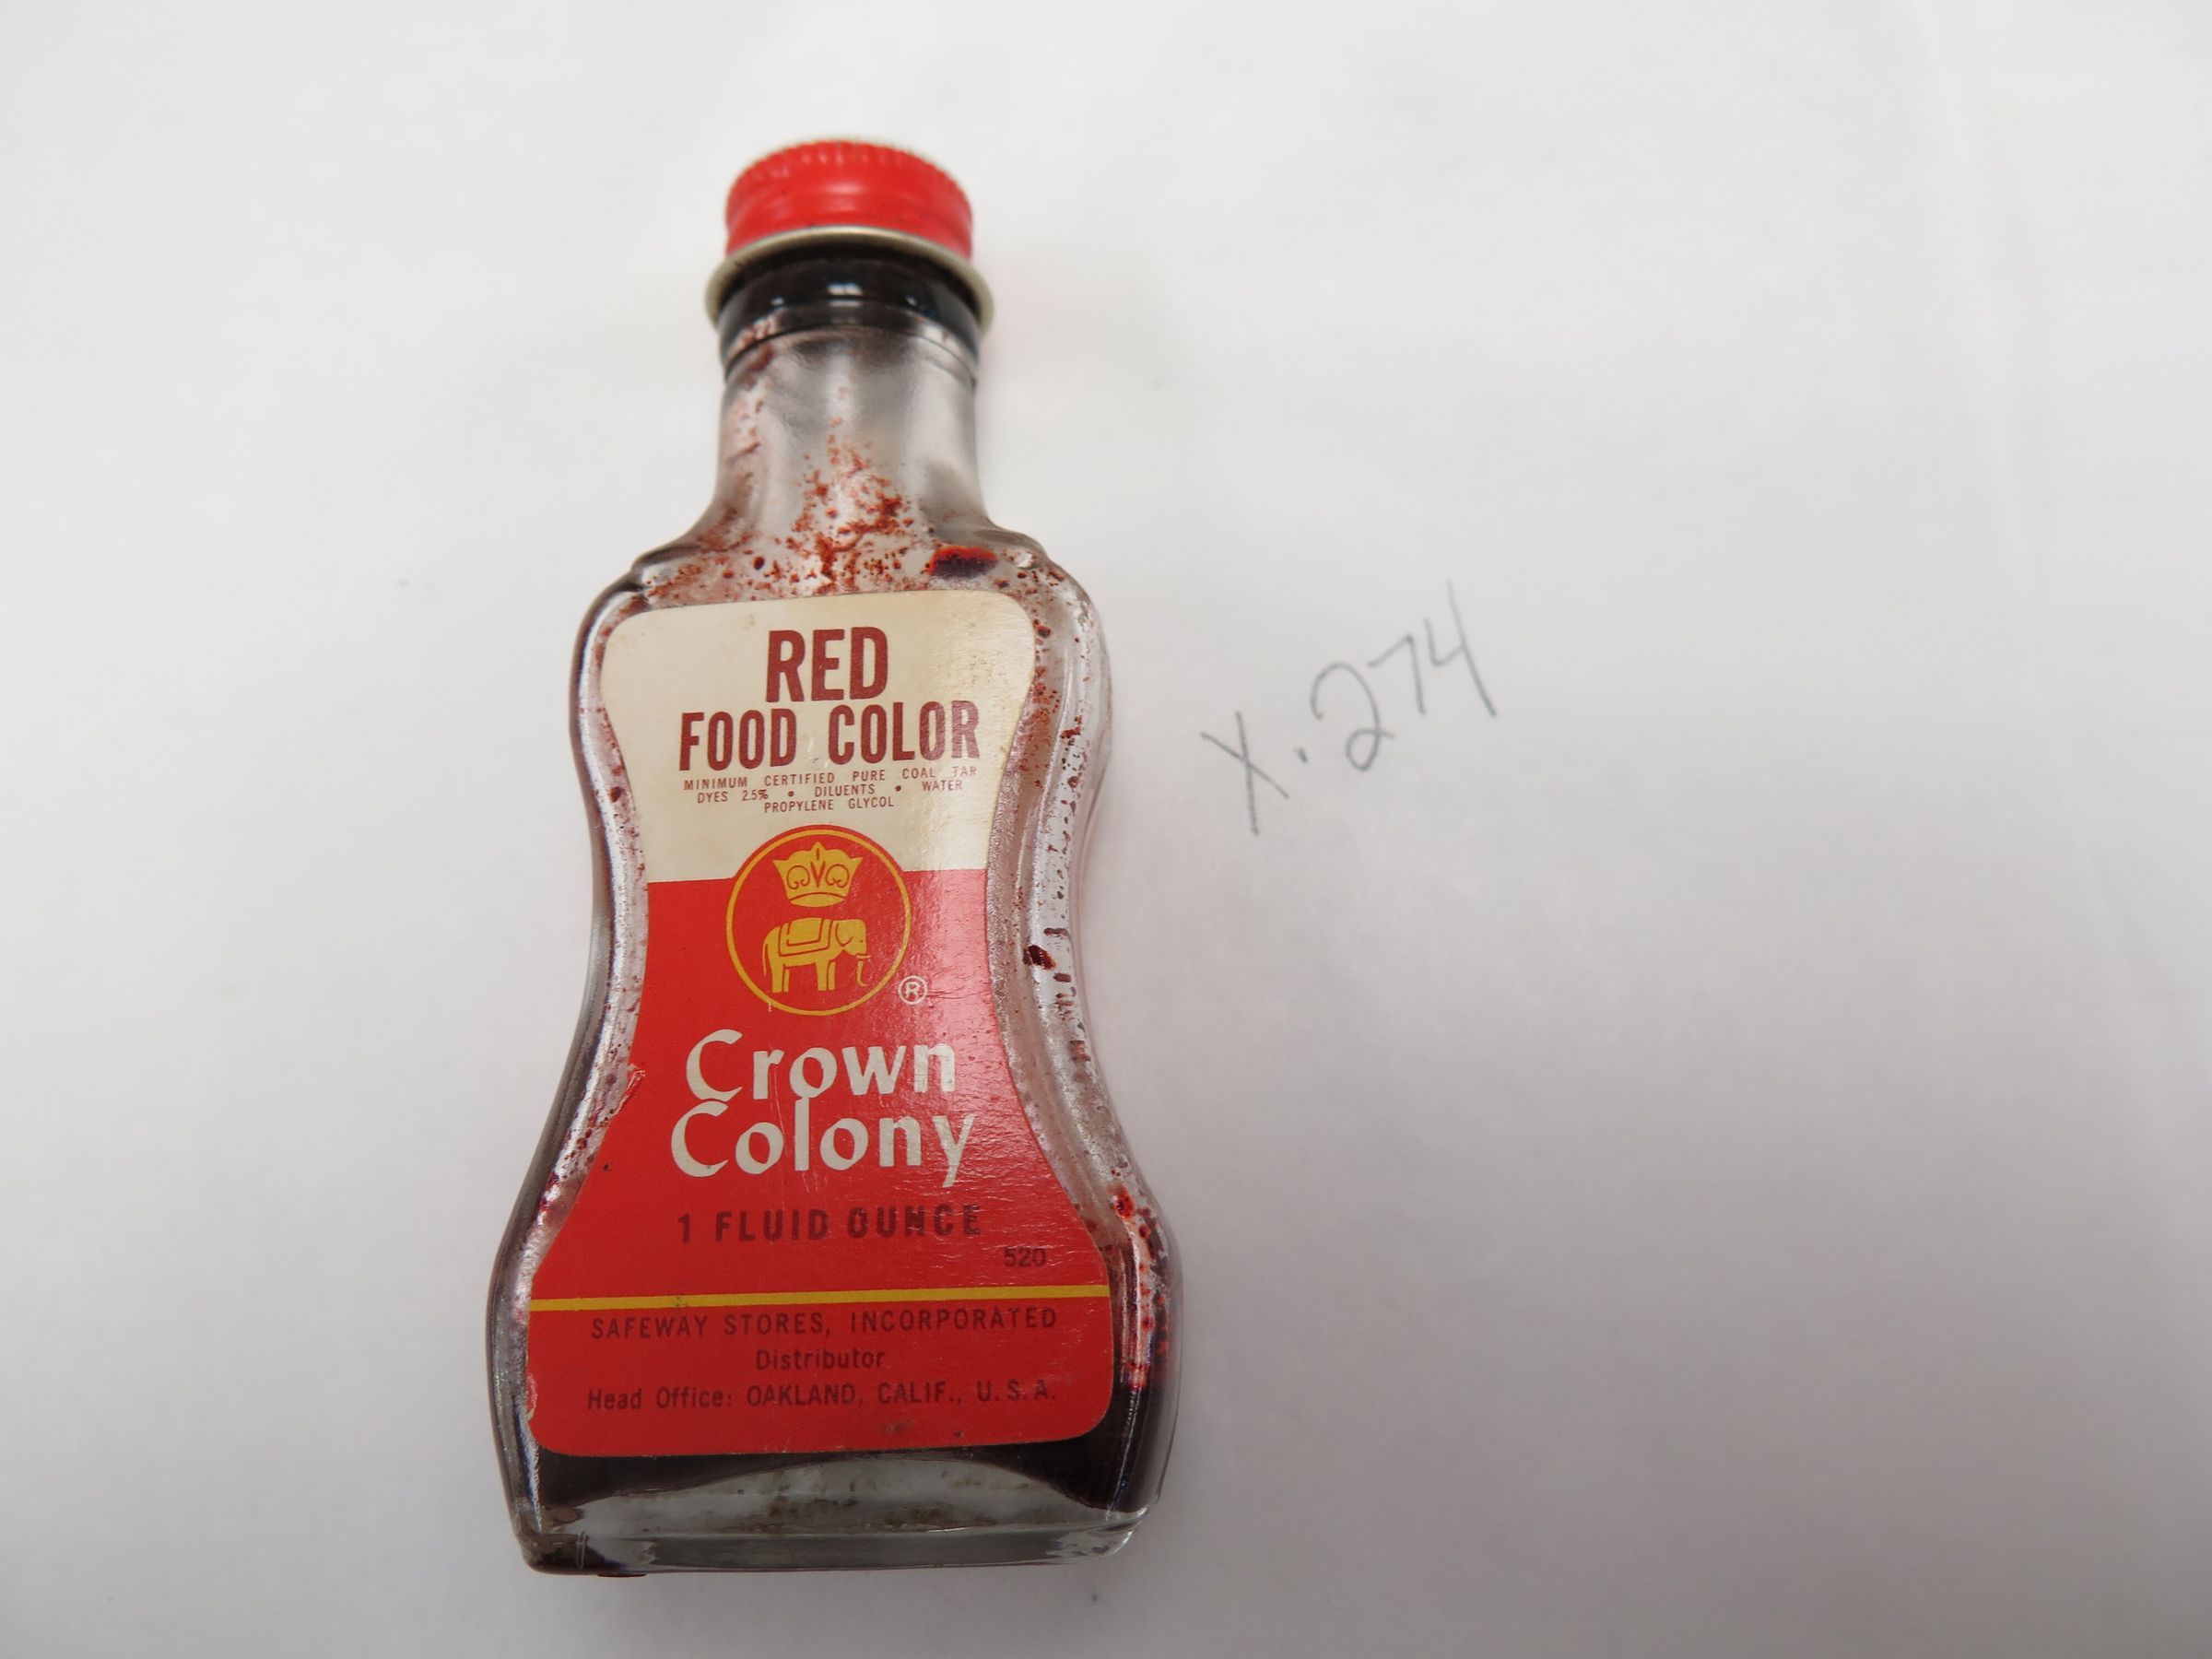 RED
FOOD COLOR
MINIMUM CERTIFIED PURE COAL TAR
DYES 2.5% • DILUENTS • WATER
PROPYLENE GLYCOL
®
Crown
Colony
1 FLUID OUNCE
520
SAFEWAY STORES, INCORPORATED
Distributor
Head Office: OAKLAND, CALIF., U.S.A.
X.274